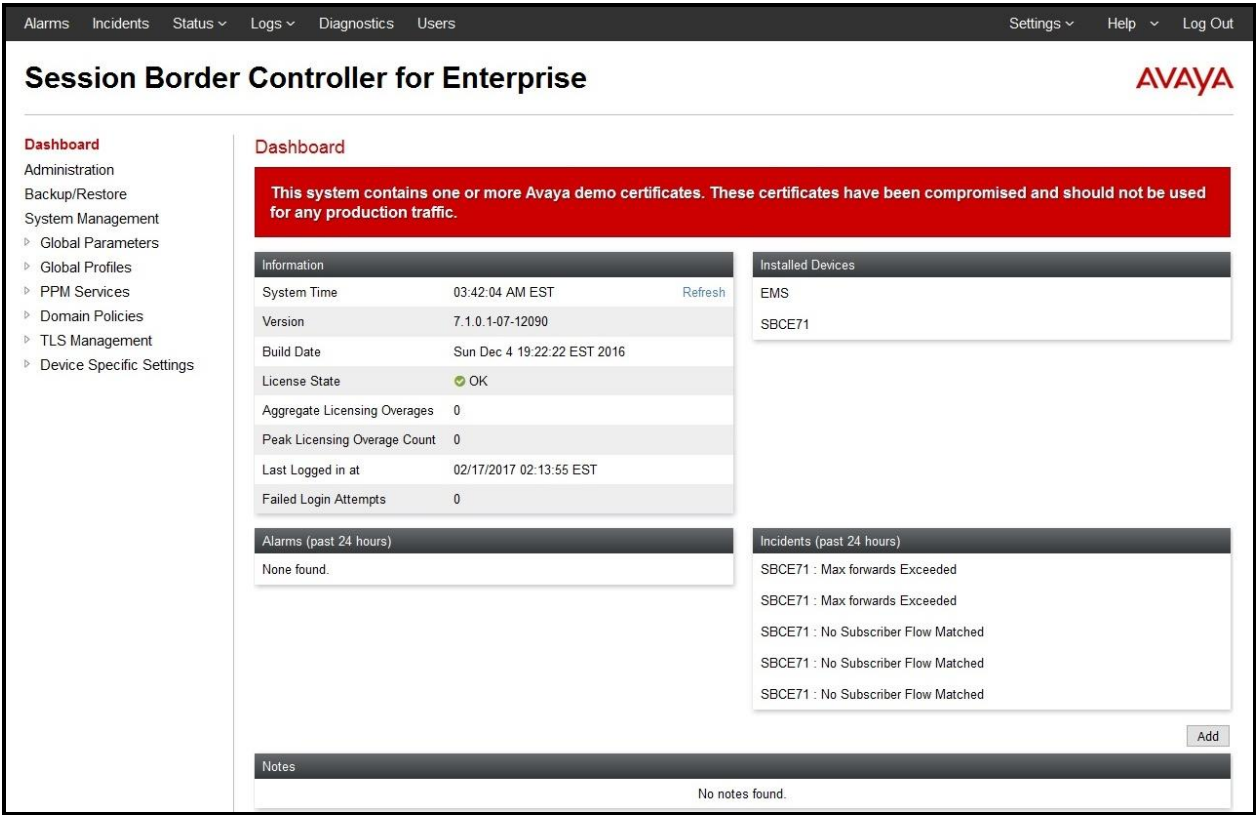 Alarms Incidents Status Logs Diagnostics Users Settings Help Log Out
Session Border Controller for Enterprise
AVAYA
Dashboard
Administration
Backup/Restore
System Management
Global Parameters
Global Profiles
PPM Services
Domain Policies
TLS Management
Device Specific Settings
Dashboard
This system contains one or more Avaya demo certificates. These certificates have been compromised and should not be used
for any production traffic.
Information
System Time 03:42:04 AM EST Refresh
Version 7.1.0.1-07-12090
Build Date Sun Dec 4 19:22:22 EST 2016
License State OK
Aggregate Licensing Overages 0
Peak Licensing Overage Count 0
Last Logged in at 02/17/2017 02:13:55 EST
Failed Login Attempts 0
Installed Devices
EMS
SBCE71
Alarms (past 24 hours)
None found.
Incidents (past 24 hours)
SBCE71 : Max forwards Exceeded
SBCE71 : Max forwards Exceeded
SBCE71 : No Subscriber Flow Matched
SBCE71 : No Subscriber Flow Matched
SBCE71 : No Subscriber Flow Matched
Add
Notes
No notes found.